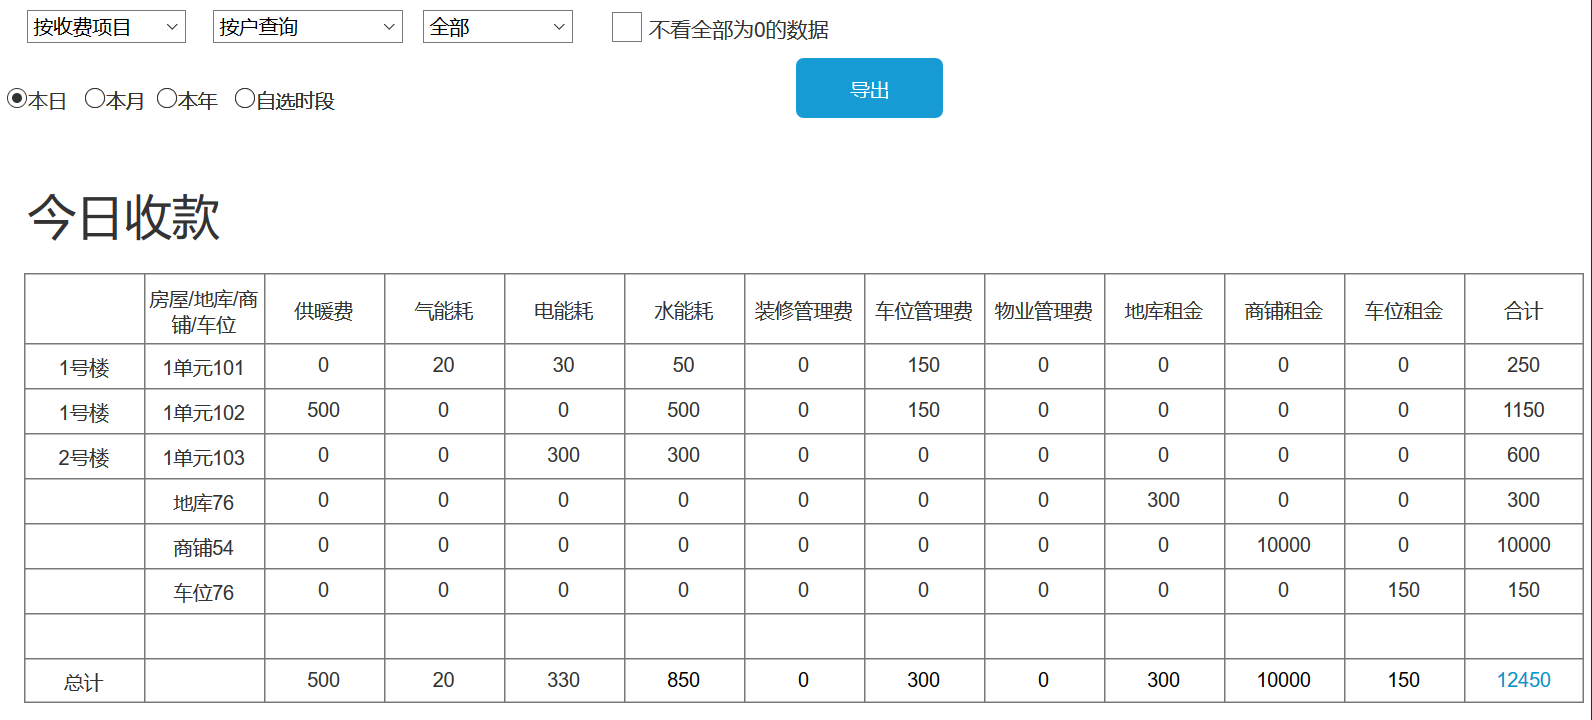 按收费项目 按户查询 全部 不看全部为0的数据
导出
本日 本月 本年 自选时段
今日收款
房屋/地库/商铺/车位 供暖费 气能耗 电能耗 水能耗 装修管理费 车位管理费 物业管理费 地库租金 商铺租金 车位租金 合计
1号楼 1单元101 0 20 30 50 0 150 0 0 0 0 250
1号楼 1单元102 500 0 0 500 0 150 0 0 0 0 1150
2号楼 1单元103 0 0 300 300 0 0 0 0 0 0 600
地库76 0 0 0 0 0 0 0 300 0 0 300
商铺54 0 0 0 0 0 0 0 0 10000 0 10000
车位76 0 0 0 0 0 0 0 0 0 150 150
总计 500 20 330 850 0 300 0 300 10000 150 12450